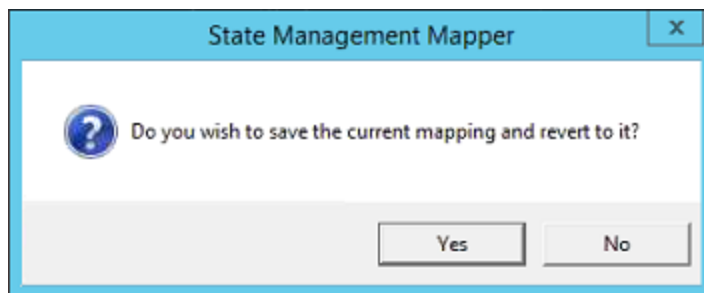 State Management Mapper
x
Do you wish to save the current mapping and revert to it?
Yes No